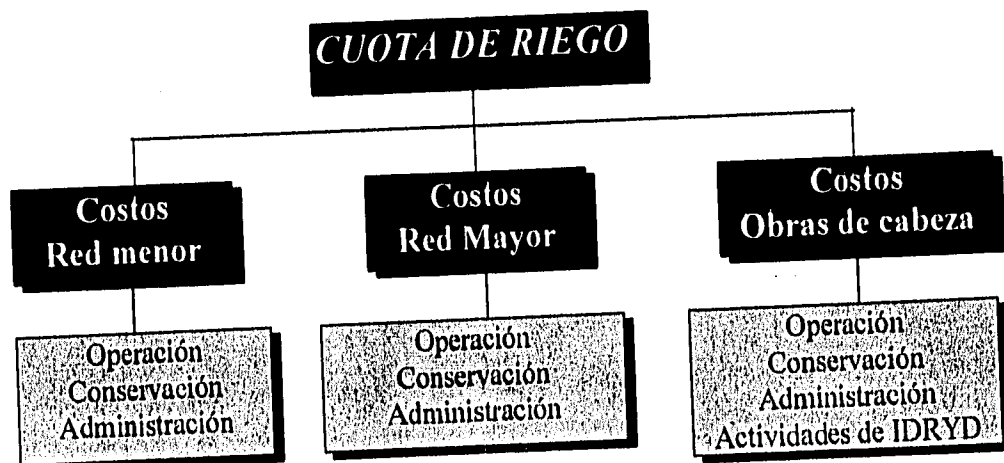 CUOTA DE RIEGO
Costos
Red menor
Costos
Red Mayor
Costos
Obras de cabeza
Operación
Conservación
Administración
Operación
Conservación
Administración
Operación
Conservación
Administración
Actividades de IDRYD